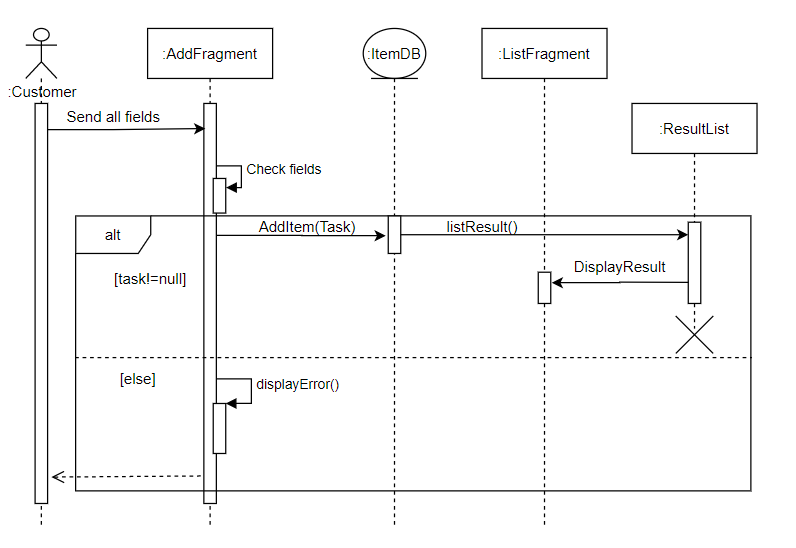 :AddFragment
:ItemDB
:ListFragment
:Customer
Send all fields
:ResultList
Check fields
alt
AddItem(Task)
listResult()
[task!=null]
DisplayResult
[else]
displayError()